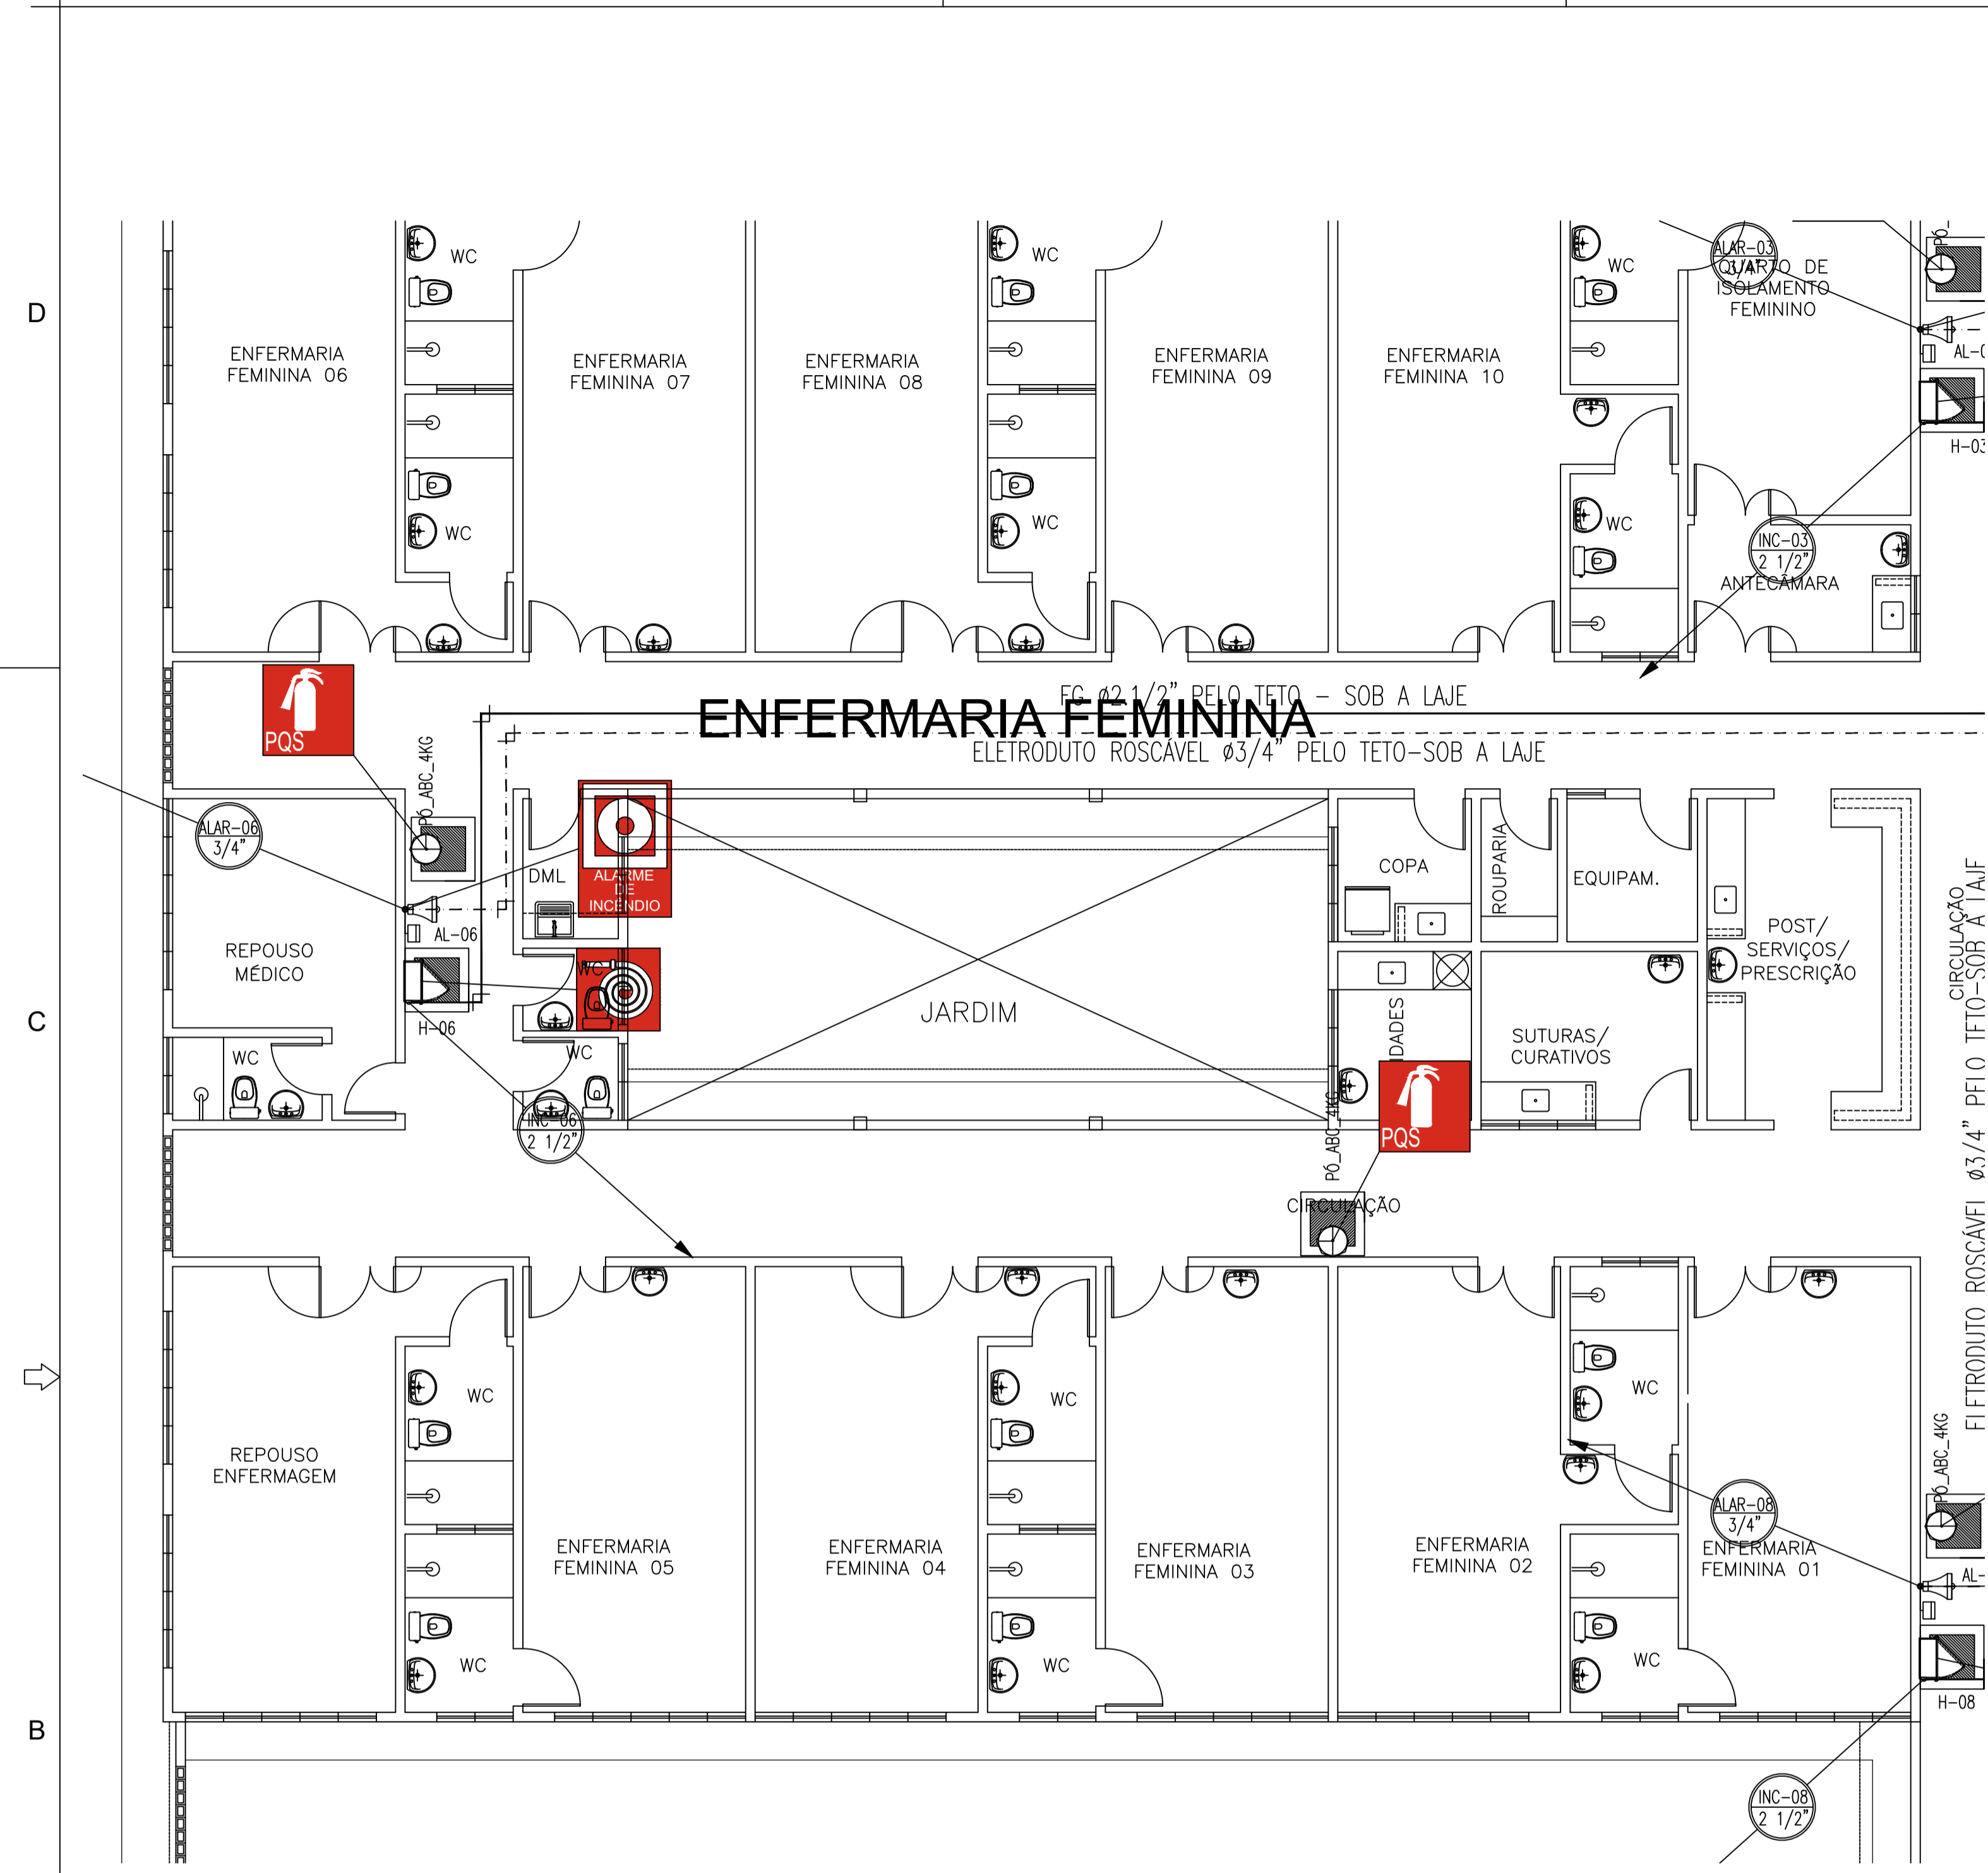 WC
WC
WC
ALAR-03
3/4"
QUARTO DE
ISOLAMENTO
FEMININO
D
ENFERMARIA
FEMININA 06
ENFERMARIA
FEMININA 07
ENFERMARIA
FEMININA 08
ENFERMARIA
FEMININA 09
ENFERMARIA
FEMININA 10
WC
WC
WC
INC-03
2 1/2"
ANTECÂMARA
H-03
FG ø2.1/2" PELO TETO - SOB A LAJE
ENFERMARIA FEMININA
ELETRODUTO ROSCÁVEL ø3/4" PELO TETO-SOB A LAJE
PQS
PÓ_ABC_4KG
ALAR-06
3/4"
DML
ALARME
DE
INCÊNDIO
AL-06
REPOUSO
MÉDICO
WC
H-06
C
WC
WC
INC-06
2 1/2"
JARDIM
COPA
ROUPARIA
EQUIPAM.
POST/
SERVIÇOS/
PRESCRIÇÃO
SUTURAS/
CURATIVOS
IDADES
PQS
PÓ_ABC_4KG
CIRCULAÇÃO
CIRCULAÇÃO
ELETRODUTO ROSCÁVEL ø3/4" PELO TETO-SOB A LAJE
WC
WC
WC
REPOUSO
ENFERMAGEM
PÓ_ABC_4KG
ALAR-08
3/4"
ENFERMARIA
FEMININA 05
ENFERMARIA
FEMININA 04
ENFERMARIA
FEMININA 03
ENFERMARIA
FEMININA 02
ENFERMARIA
FEMININA 01
AL-
WC
WC
WC
H-08
B
INC-08
2 1/2"